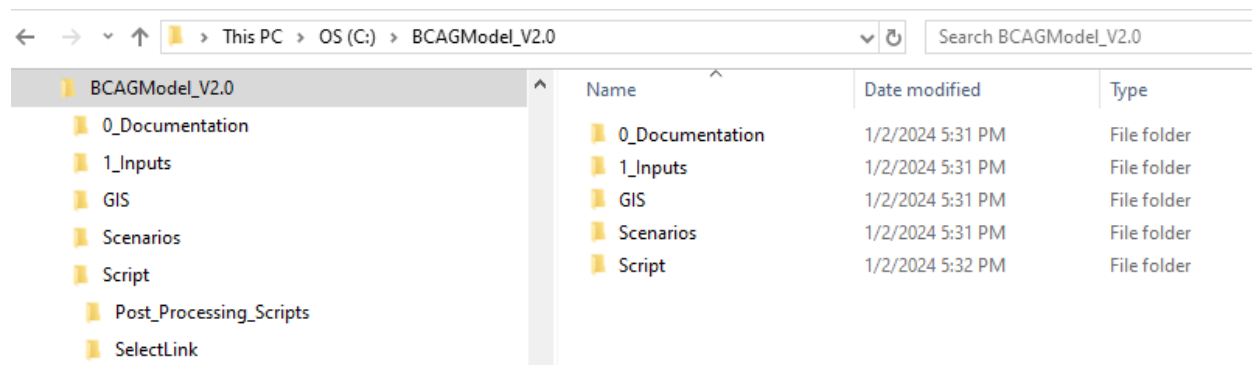 This PC > OS (C:) > BCAGModel_V2.0
Search BCAGModel_V2.0
BCAGModel_V2.0
0_Documentation
1_Inputs
GIS
Scenarios
Script
Post_Processing_Scripts
SelectLink
Name Date modified Type
0_Documentation 1/2/2024 5:31 PM File folder
1_Inputs 1/2/2024 5:31 PM File folder
GIS 1/2/2024 5:31 PM File folder
Scenarios 1/2/2024 5:31 PM File folder
Script 1/2/2024 5:32 PM File folder